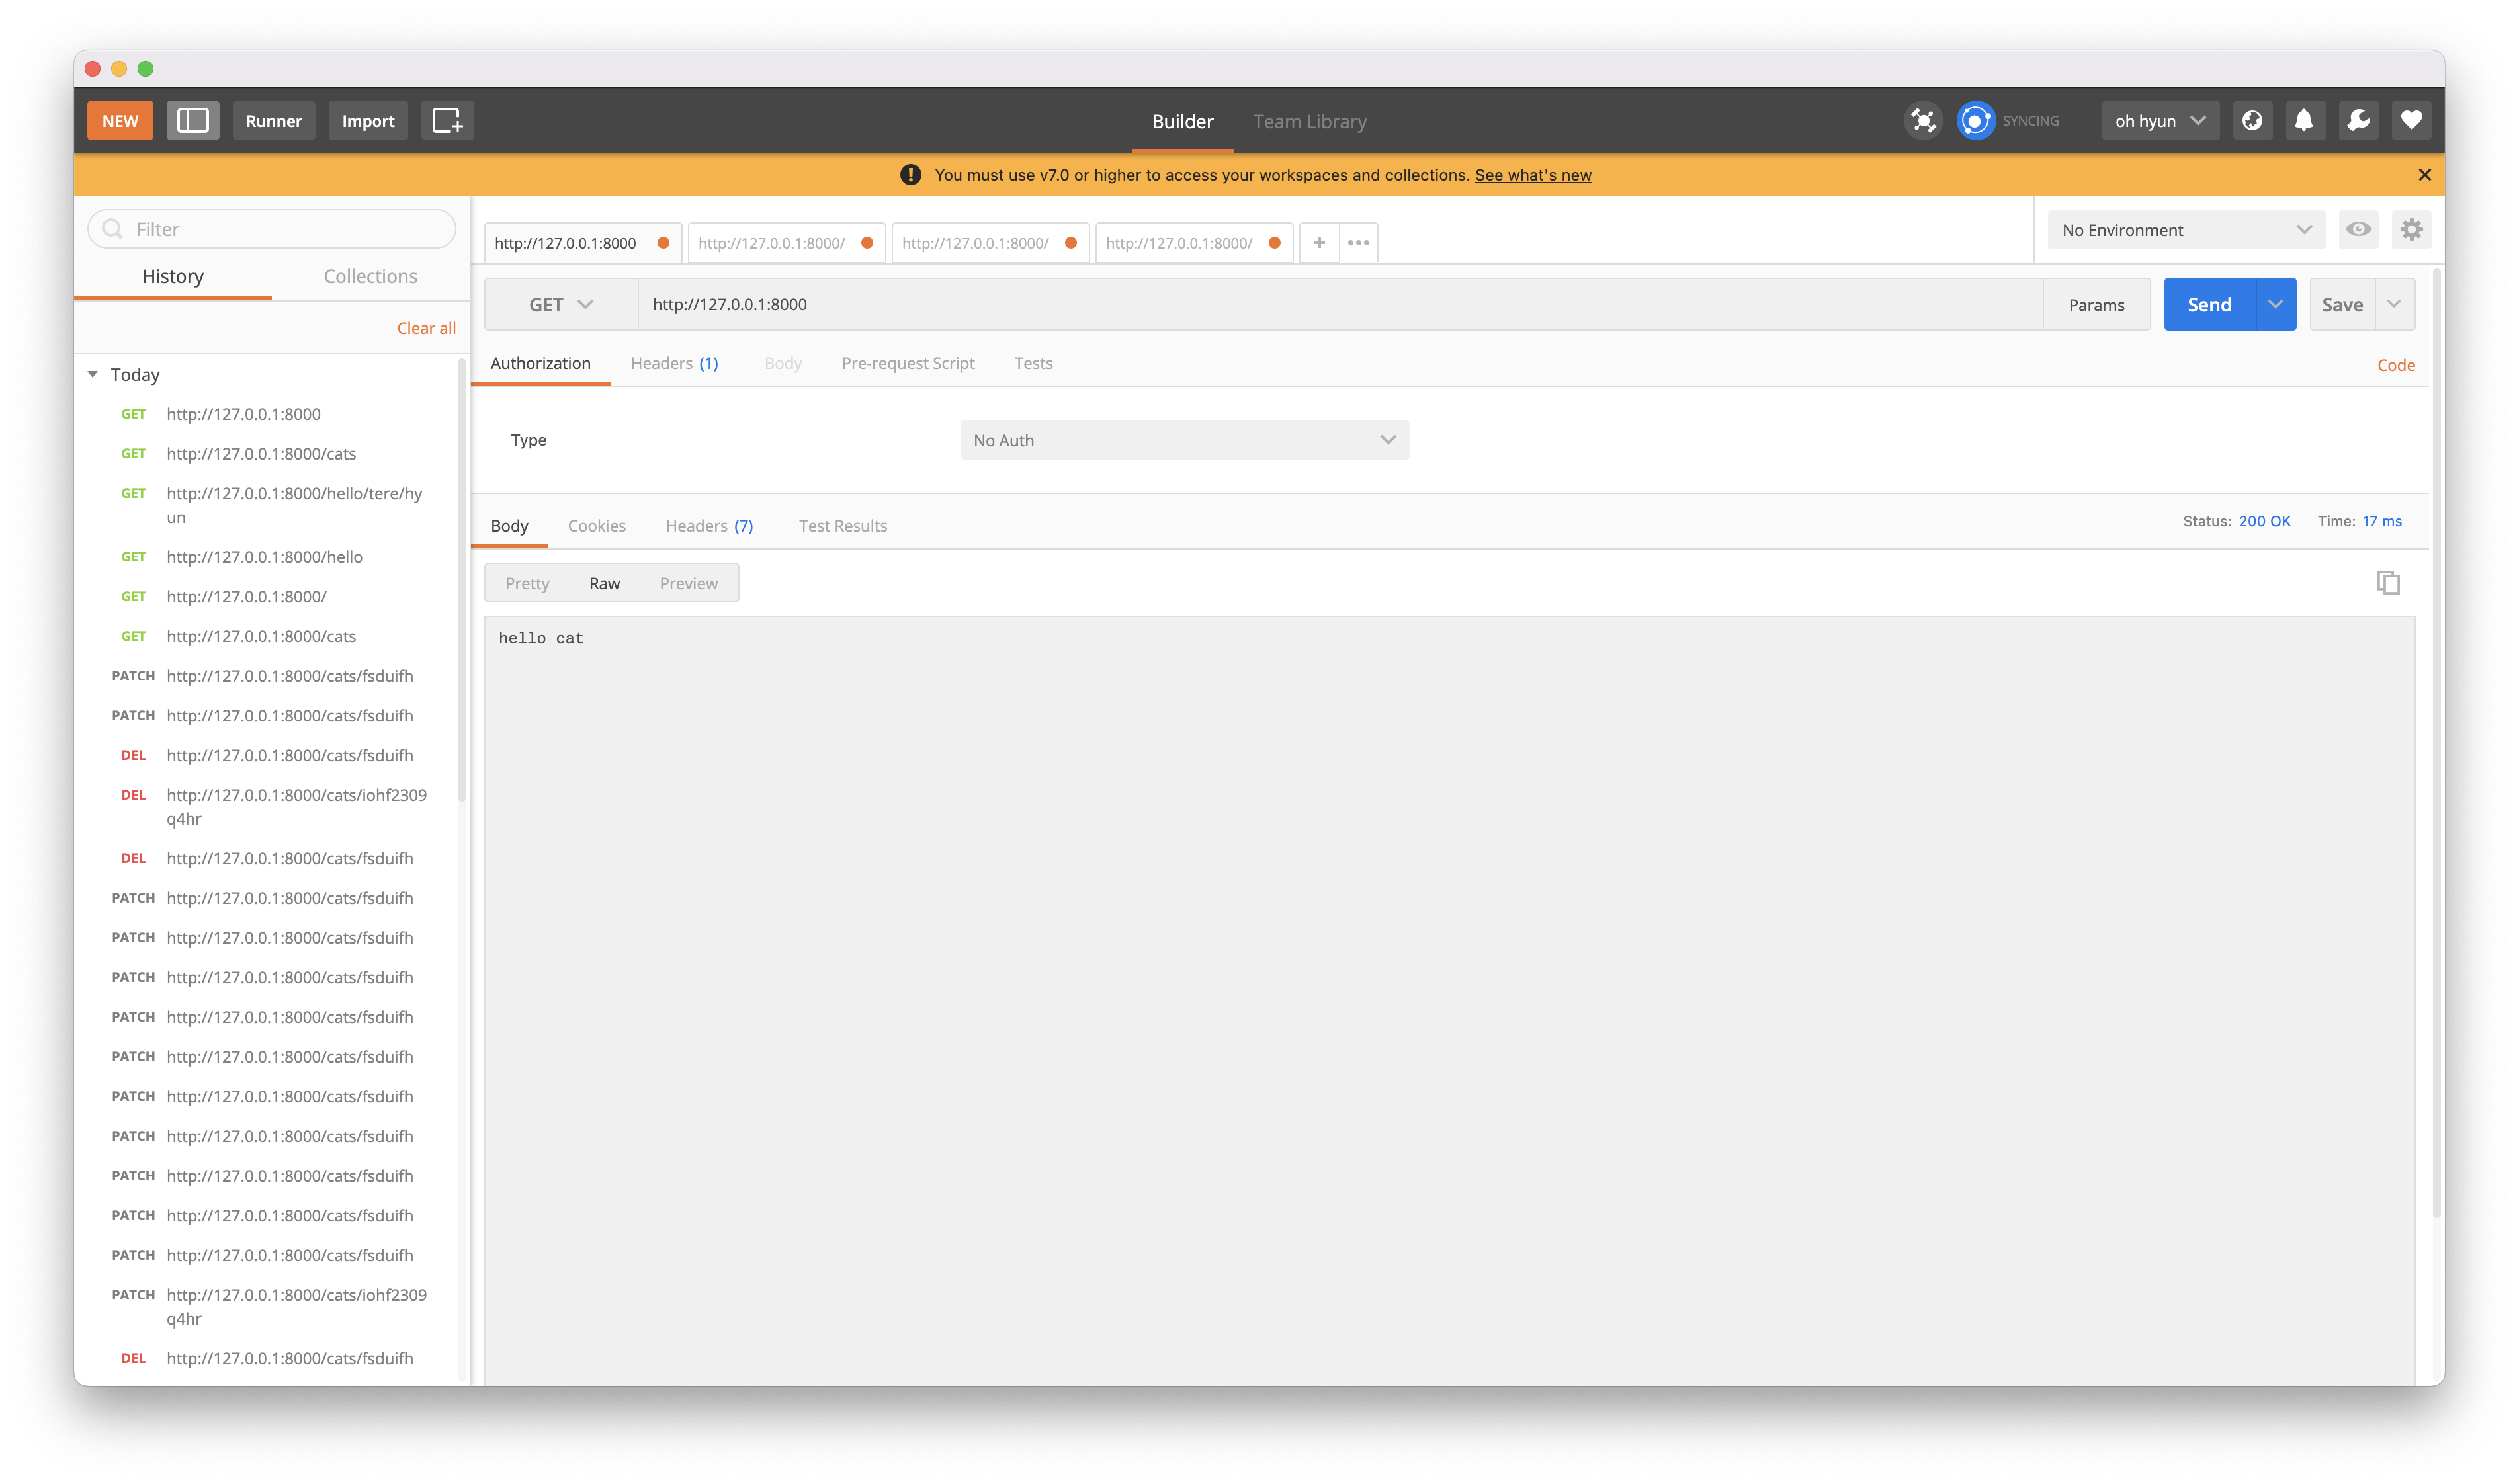 NEW Runner Import Builder Team Library SYNCING oh hyun
You must use v7.0 or higher to access your workspaces and collections. See what's new
Filter
History Collections
Clear all
Today
GET http://127.0.0.1:8000
GET http://127.0.0.1:8000/cats
GET http://127.0.0.1:8000/hello/tere/hy
un
GET http://127.0.0.1:8000/hello
GET http://127.0.0.1:8000/
GET http://127.0.0.1:8000/cats
PATCH http://127.0.0.1:8000/cats/fsduifh
PATCH http://127.0.0.1:8000/cats/fsduifh
DEL http://127.0.0.1:8000/cats/fsduifh
DEL http://127.0.0.1:8000/cats/iohf2309
q4hr
DEL http://127.0.0.1:8000/cats/fsduifh
PATCH http://127.0.0.1:8000/cats/fsduifh
PATCH http://127.0.0.1:8000/cats/fsduifh
PATCH http://127.0.0.1:8000/cats/fsduifh
PATCH http://127.0.0.1:8000/cats/fsduifh
PATCH http://127.0.0.1:8000/cats/fsduifh
PATCH http://127.0.0.1:8000/cats/fsduifh
PATCH http://127.0.0.1:8000/cats/fsduifh
PATCH http://127.0.0.1:8000/cats/fsduifh
PATCH http://127.0.0.1:8000/cats/fsduifh
PATCH http://127.0.0.1:8000/cats/fsduifh
PATCH http://127.0.0.1:8000/cats/iohf2309
q4hr
DEL http://127.0.0.1:8000/cats/fsduifh
http://127.0.0.1:8000 http://127.0.0.1:8000/ http://127.0.0.1:8000/ http://127.0.0.1:8000/ + No Environment
GET http://127.0.0.1:8000 Params Send Save
Authorization Headers (1) Body Pre-request Script Tests Code
Type No Auth
Body Cookies Headers (7) Test Results Status: 200 OK Time: 17 ms
Pretty Raw Preview
hello cat